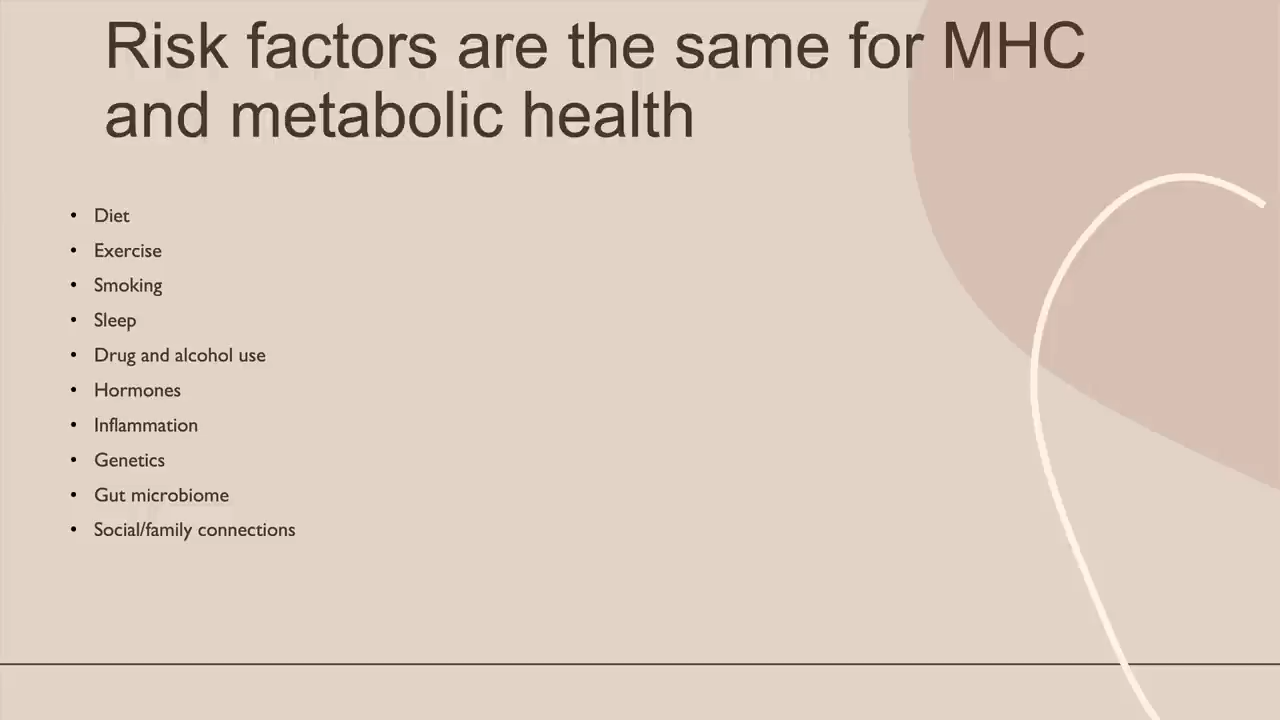 Risk factors are the same for MHC
and metabolic health
• Diet
• Exercise
• Smoking
• Sleep
• Drug and alcohol use
• Hormones
• Inflammation
• Genetics
• Gut microbiome
• Social/family connections